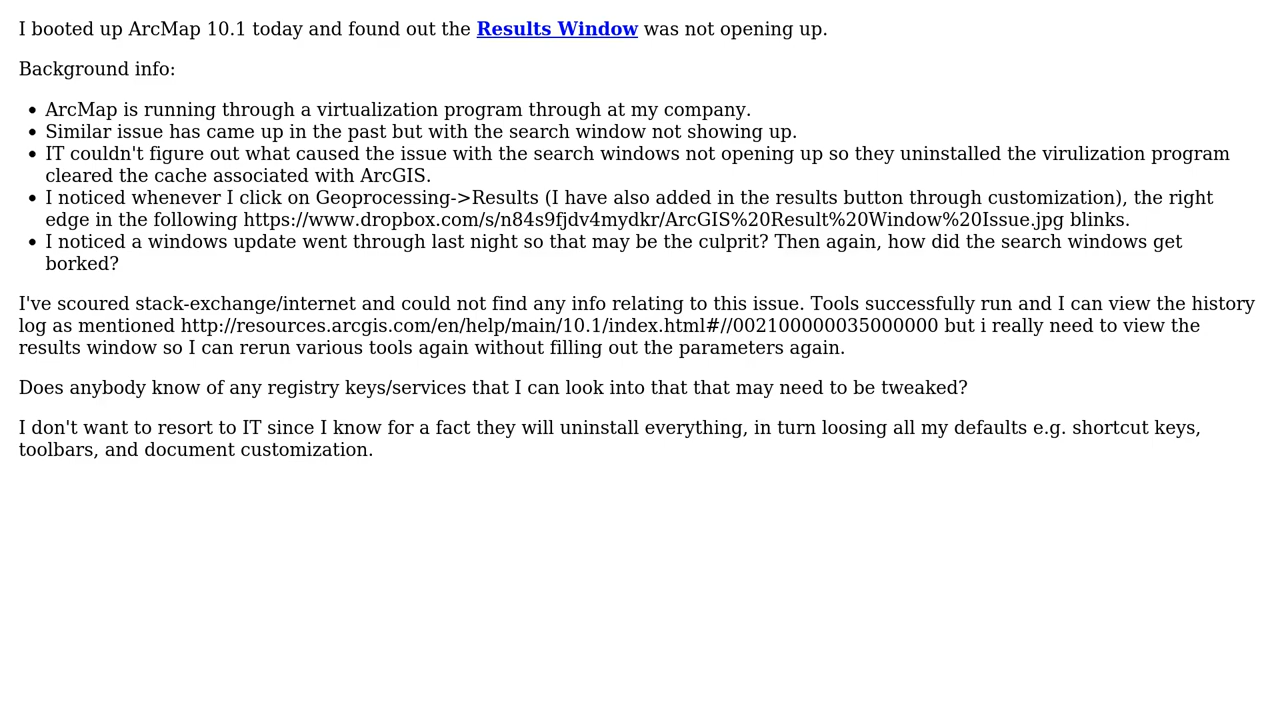 I booted up ArcMap 10.1 today and found out the Results Window was not opening up.
Background info:
• ArcMap is running through a virtualization program through at my company.
• Similar issue has came up in the past but with the search window not showing up.
• IT couldn't figure out what caused the issue with the search windows not opening up so they uninstalled the virulization program
cleared the cache associated with ArcGIS.
• I noticed whenever I click on Geoprocessing->Results (I have also added in the results button through customization), the right
edge in the following https://www.dropbox.com/s/n84s9fjdv4mydkr/ArcGIS%20Result%20Window%20Issue.jpg blinks.
• I noticed a windows update went through last night so that may be the culprit? Then again, how did the search windows get
borked?
I've scoured stack-exchange/internet and could not find any info relating to this issue. Tools successfully run and I can view the history
log as mentioned http://resources.arcgis.com/en/help/main/10.1/index.html#//002100000035000000 but i really need to view the
results window so I can rerun various tools again without filling out the parameters again.
Does anybody know of any registry keys/services that I can look into that that may need to be tweaked?
I don't want to resort to IT since I know for a fact they will uninstall everything, in turn loosing all my defaults e.g. shortcut keys,
toolbars, and document customization.